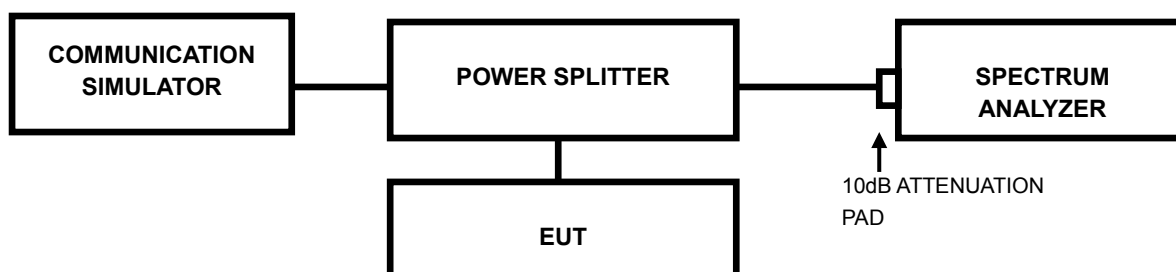 COMMUNICATION
SIMULATOR
POWER SPLITTER
SPECTRUM
ANALYZER
10dB ATTENUATION
PAD
EUT